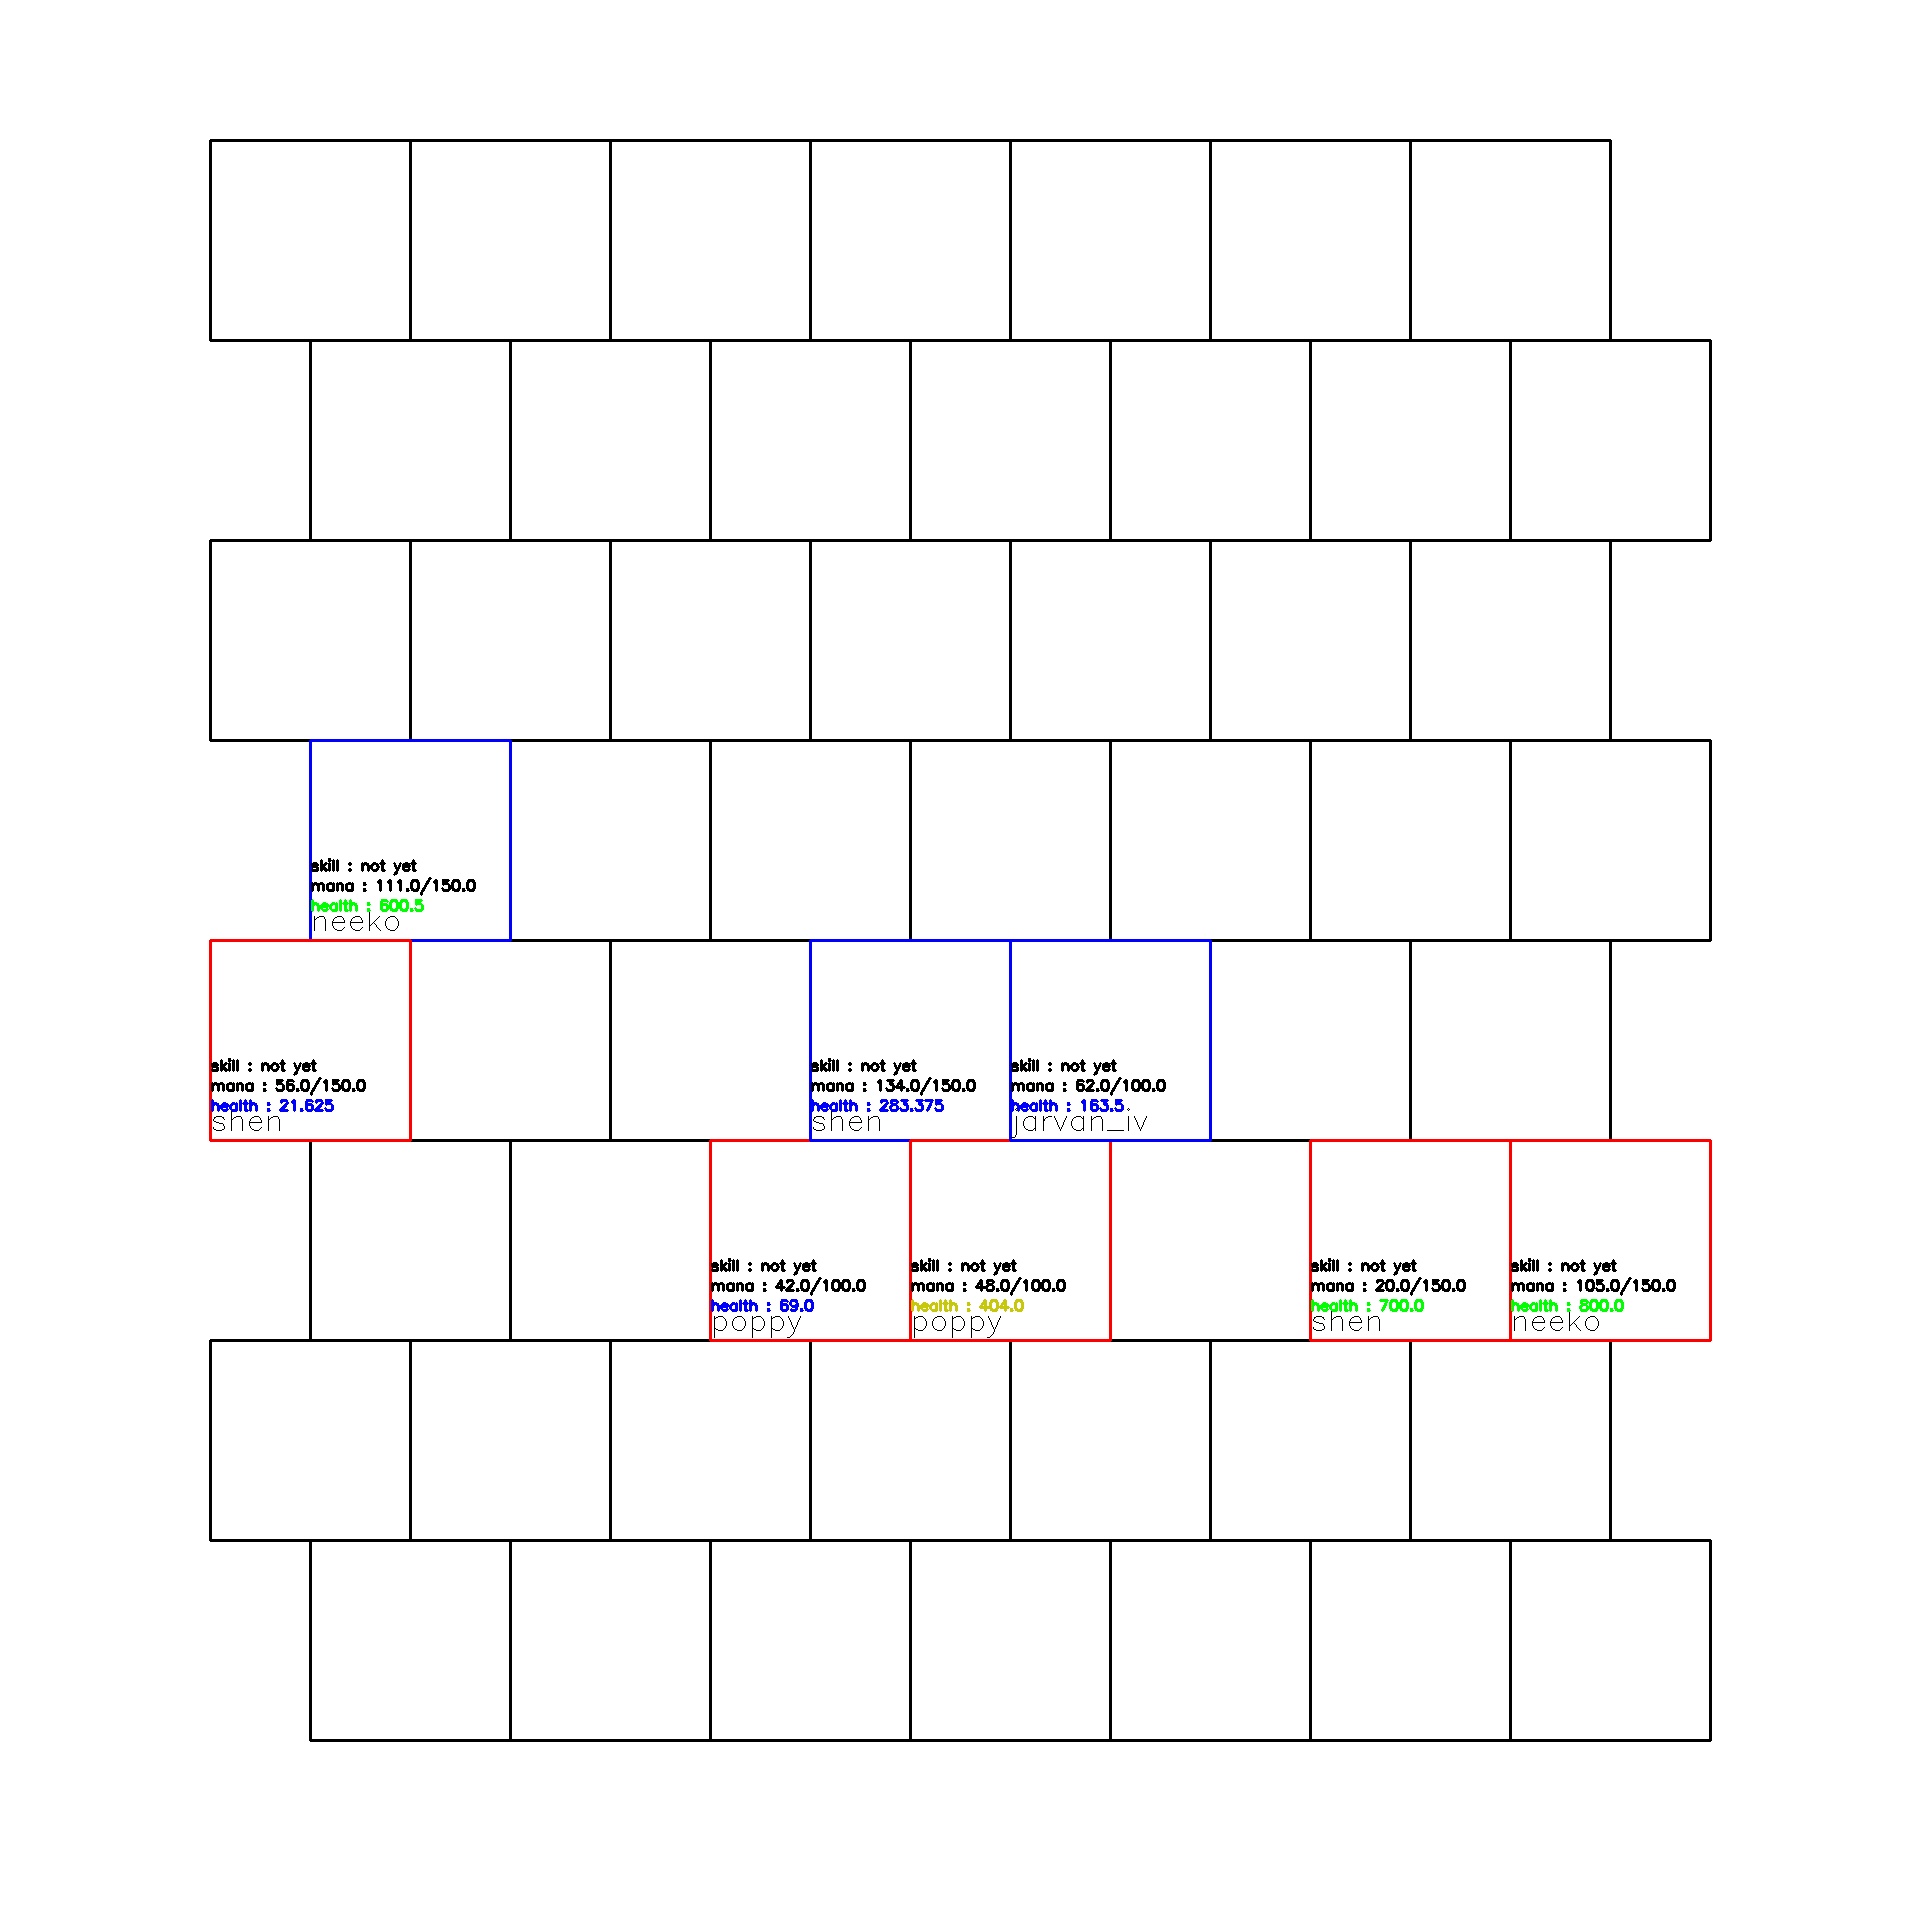 skill : not yet
mana : 111.0/150.0
health : 600.5
neeko
skill : not yet
mana : 56.0/150.0
health : 21.625
shen
skill : not yet
mana : 134.0/150.0
health : 283.375
shen
skill : not yet
mana : 62.0/100.0
health : 163.5
jarvan_iv
skill : not yet
mana : 42.0/100.0
health : 69.0
poppy
skill : not yet
mana : 48.0/100.0
health : 404.0
poppy
skill : not yet
mana : 20.0/150.0
health : 700.0
shen
skill : not yet
mana : 105.0/150.0
health : 800.0
neeko